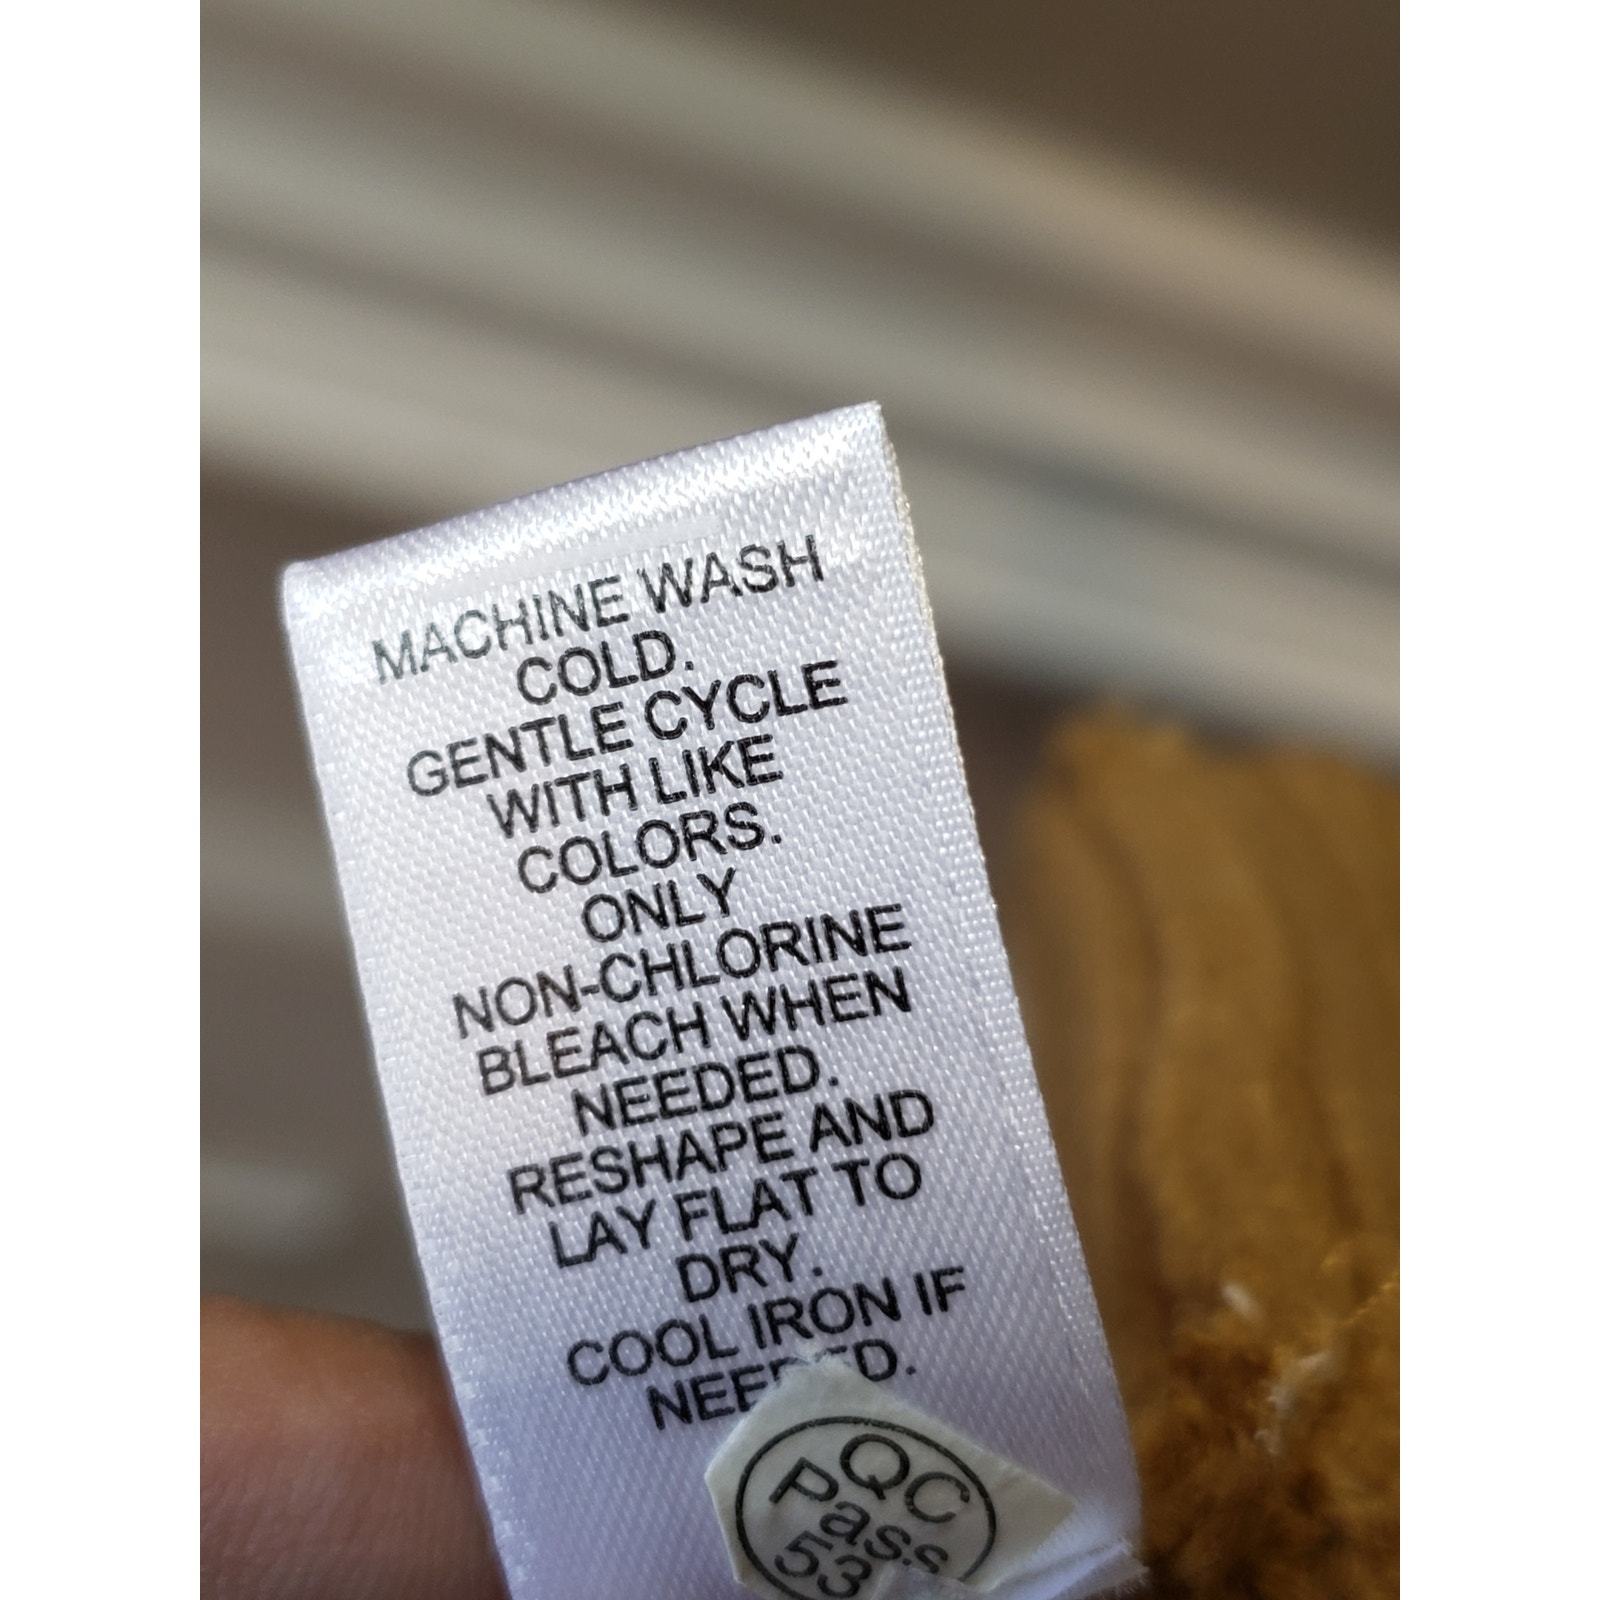 MACHINE WASH
COLD.
GENTLE CYCLE
WITH LIKE
COLORS.
ONLY
NON-CHLORINE
BLEACH WHEN
NEEDED.
RESHAPE AND
LAY FLAT TO
DRY.
COOL IRON IF
NEEDED.
QC
Pass
53